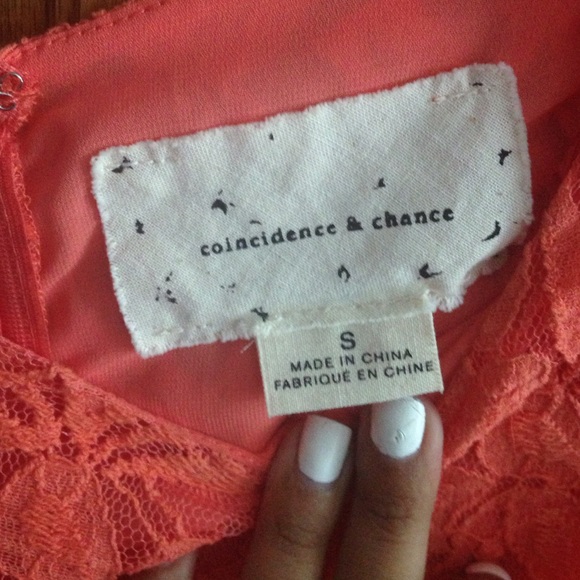 coincidence & chance
S
MADE IN CHINA
FABRIQUÉ EN CHINE